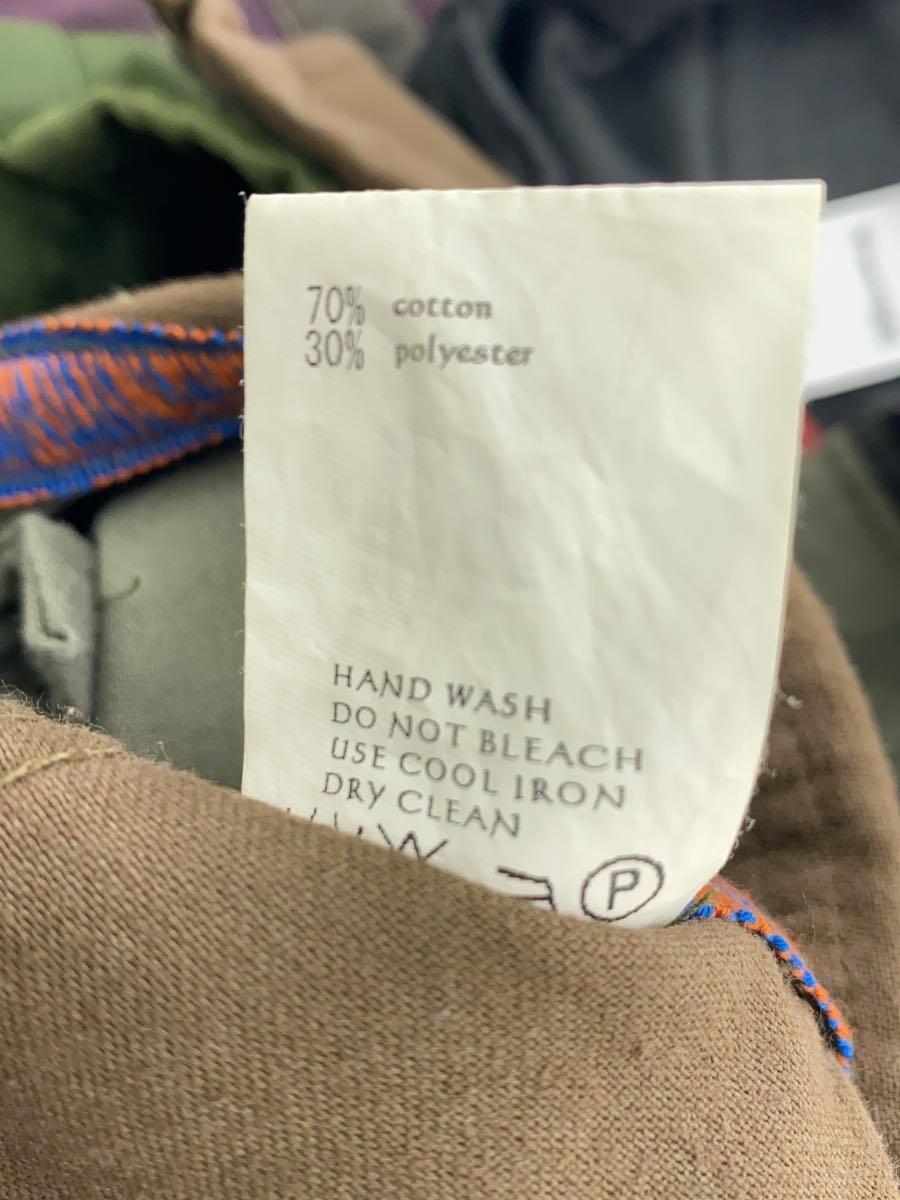 70% cotton
30% polyester
HAND WASH
DO NOT BLEACH
USE COOL IRON
DRY CLEAN
P